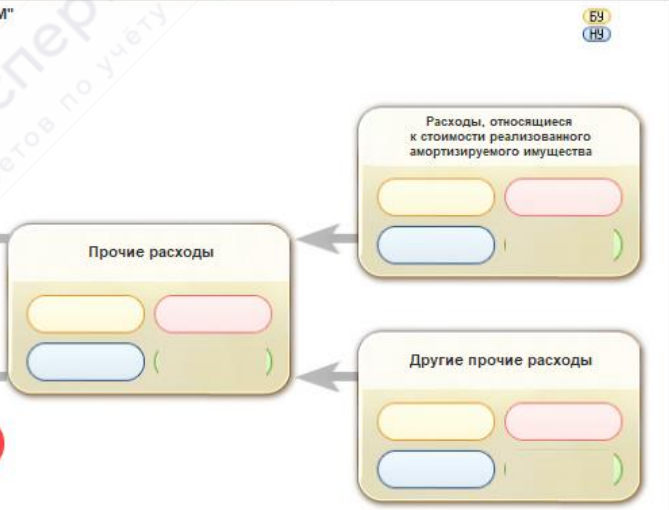 М"
БУ
НУ
Расходы, относящиеся
к стоимости реализованного
амортизируемого имущества
Прочие расходы
Другие прочие расходы